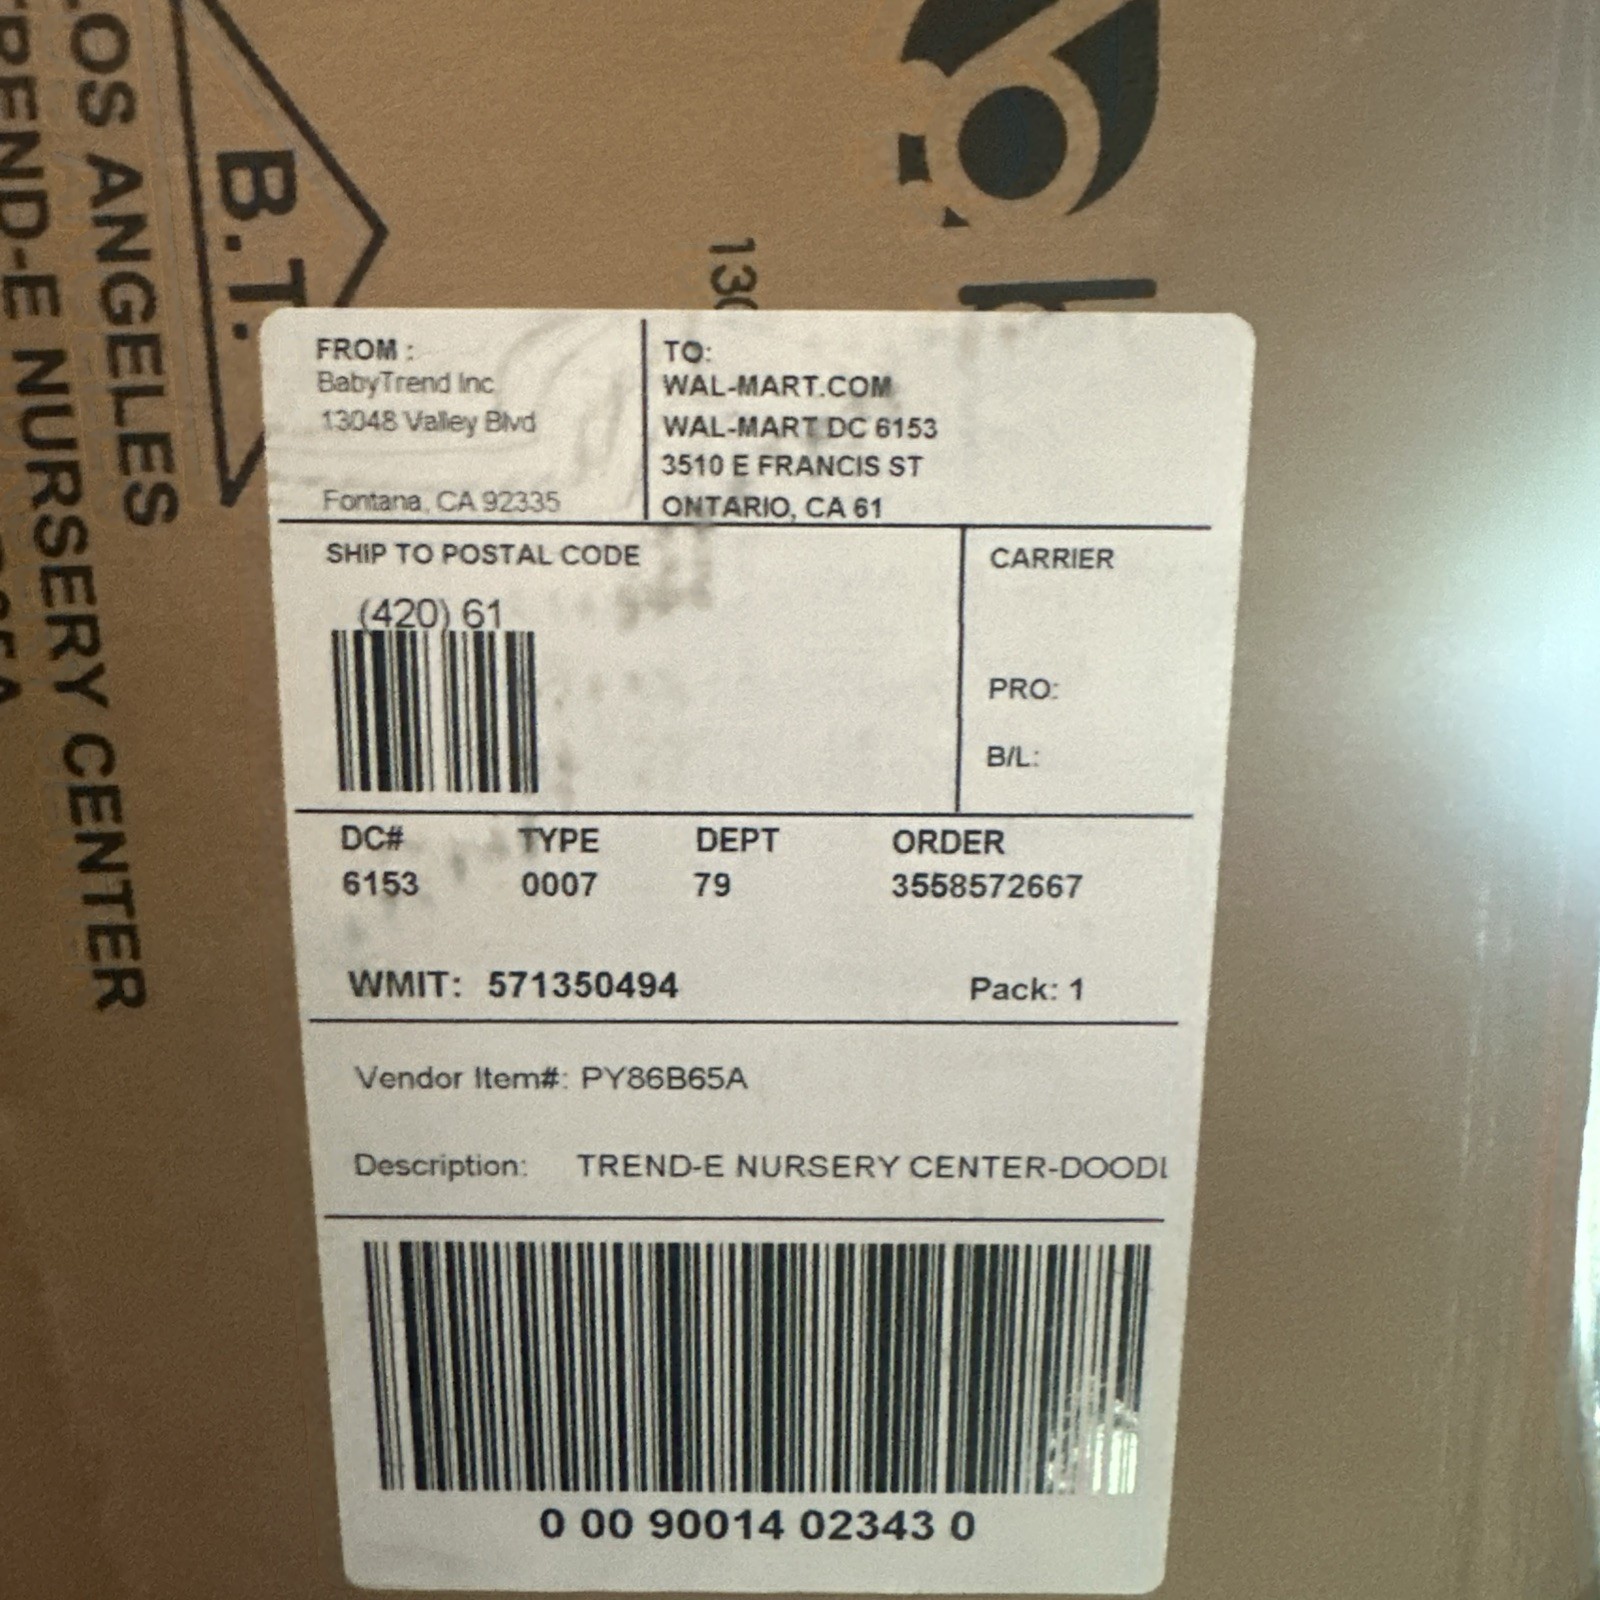 LOS ANGELES
TREND-E NURSERY CENTER
B.T.
130
FROM :
BabyTrend Inc
13048 Valley Blvd
Fontana, CA 92335
TO:
WAL-MART.COM
WAL-MART DC 6153
3510 E FRANCIS ST
ONTARIO, CA 61
SHIP TO POSTAL CODE
(420) 61
CARRIER
PRO:
B/L:
DC# TYPE DEPT ORDER
6153 0007 79 3558572667
WMIT: 571350494 Pack: 1
Vendor Item#: PY86B65A
Description: TREND-E NURSERY CENTER-DOODL
0 00 90014 02343 0